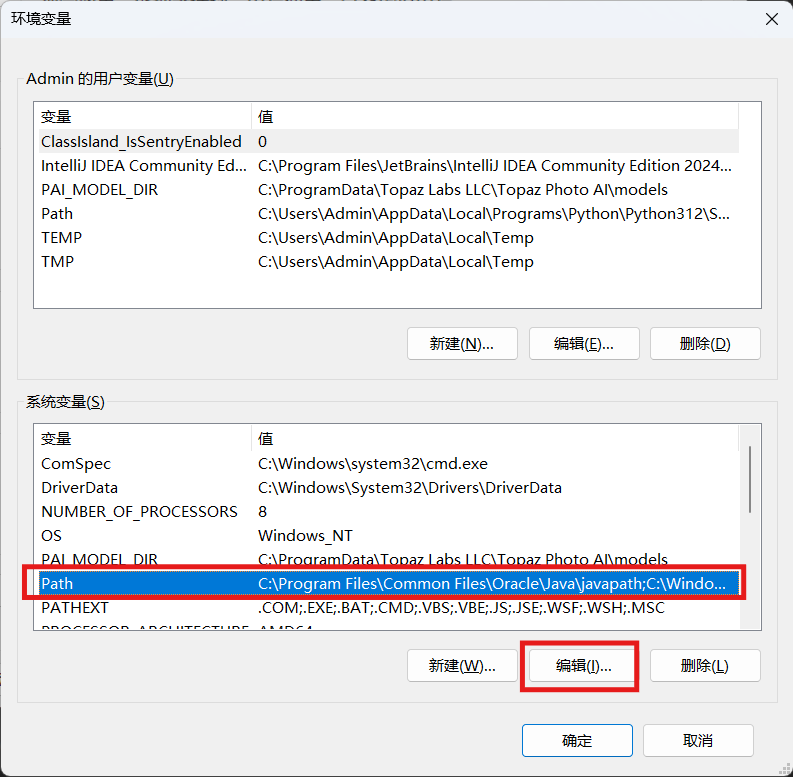 环境变量
Admin 的用户变量(U)
变量 值
ClassIsland_IsSentryEnabled 0
IntelliJ IDEA Community Ed... C:\Program Files\JetBrains\IntelliJ IDEA Community Edition 2024...
PAI_MODEL_DIR C:\ProgramData\Topaz Labs LLC\Topaz Photo AI\models
Path C:\Users\Admin\AppData\Local\Programs\Python\Python312\S...
TEMP C:\Users\Admin\AppData\Local\Temp
TMP C:\Users\Admin\AppData\Local\Temp
新建(N)... 编辑(E)... 删除(D)
系统变量(S)
变量 值
ComSpec C:\Windows\system32\cmd.exe
DriverData C:\Windows\System32\Drivers\DriverData
NUMBER_OF_PROCESSORS 8
OS Windows_NT
PAI_MODEL_DIR C:\ProgramData\Topaz Labs LLC\Topaz Photo AI\models
Path C:\Program Files\Common Files\Oracle\Java\javapath;C:\Windo...
PATHEXT .COM;.EXE;.BAT;.CMD;.VBS;.VBE;.JS;.JSE;.WSF;.WSH;.MSC
PROCESSOR_ARCHITECTURE AMD64
新建(W)... 编辑(I)... 删除(L)
确定 取消